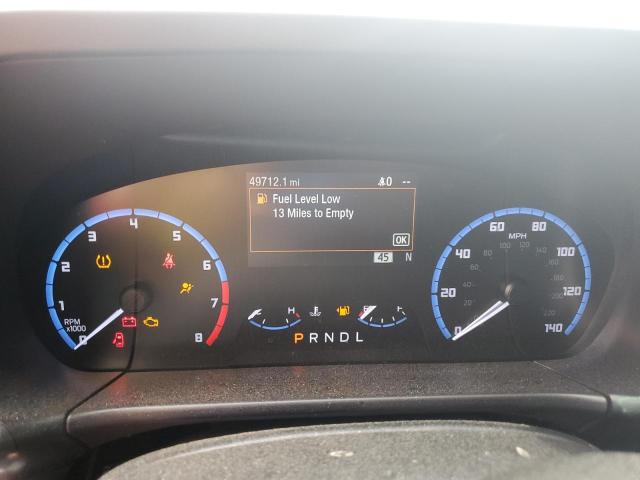 49712.1 mi 0 --
Fuel Level Low
13 Miles to Empty
OK
45 N
0 1 2 3 4 5 6 7 8
RPM
x1000
H
F
P R N D L
0 20 40 60 80 100 120 140
MPH